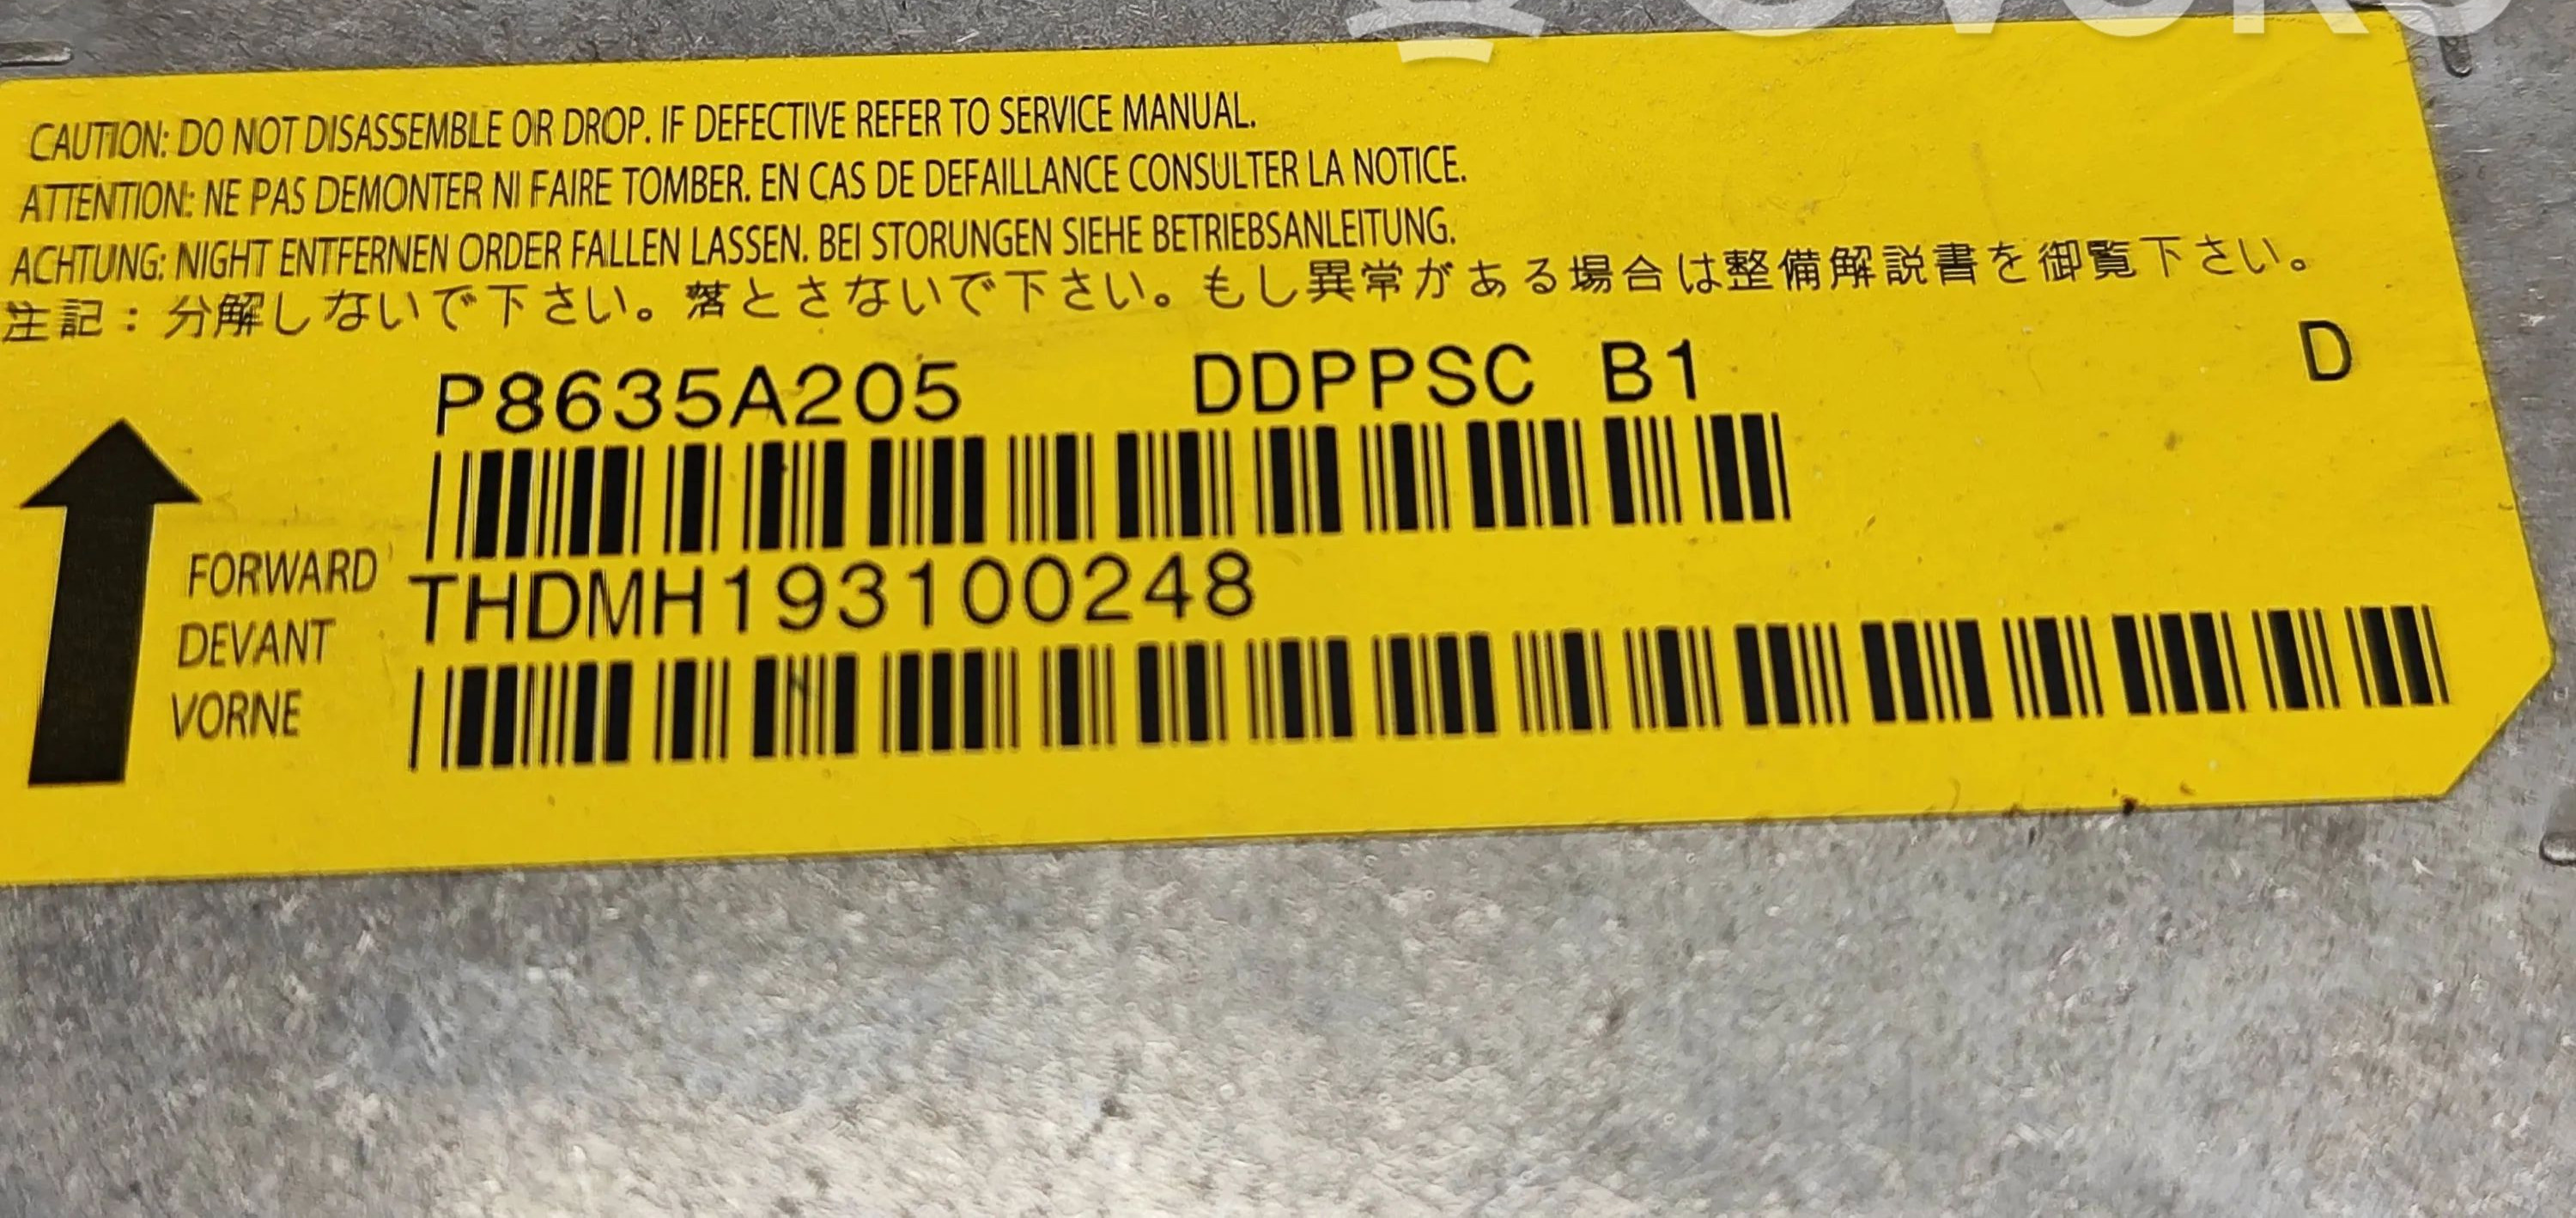 CAUTION: DO NOT DISASSEMBLE OR DROP. IF DEFECTIVE REFER TO SERVICE MANUAL.
ATTENTION: NE PAS DEMONTER NI FAIRE TOMBER. EN CAS DE DEFAILLANCE CONSULTER LA NOTICE.
ACHTUNG: NIGHT ENTFERNEN ORDER FALLEN LASSEN. BEI STORUNGEN SIEHE BETRIEBSANLEITUNG.
注記：分解しないで下さい。落とさないで下さい。もし異常がある場合は整備解説書を御覧下さい。
P8635A205 DDPPSC B1 D
THDMH193100248
FORWARD
DEVANT
VORNE